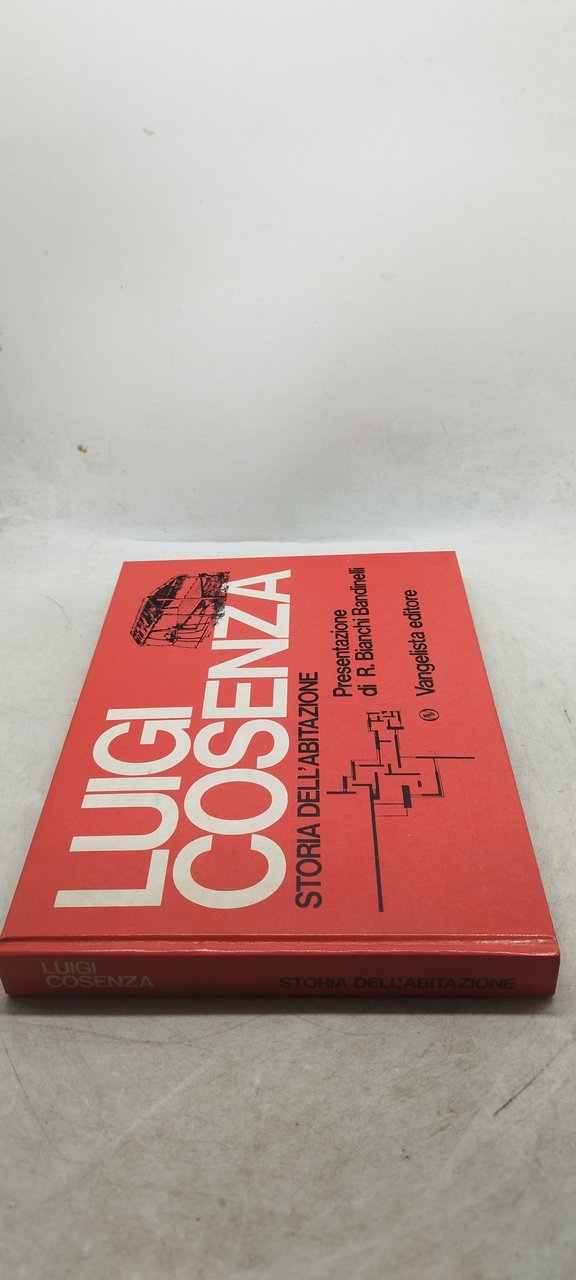 LUIGI
COSENZA
STORIA DELL'ABITAZIONE
Presentazione
di R. Bianchi Bandinelli
Vangelista editore
LUIGI
COSENZA
STORIA DELL'ABITAZIONE